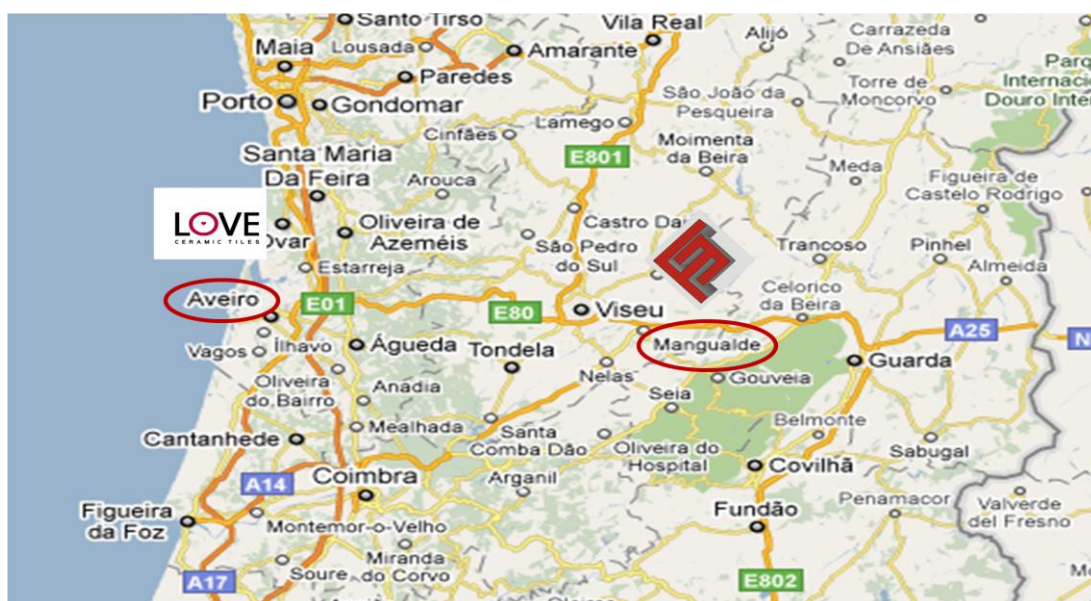 Santo Tirso
Vila Real
Alijó
Carrazeda
De Ansiães
Maia
Lousada
Amarante
Paredes
Parq
Internaci
Douro Inte
Torre de
Moncorvo
São João da
Pesqueira
Porto
Gondomar
Cinfães
Lamego
Moimenta
da Beira
E801
Santa Maria
Da Feira
Arouca
Meda
Figueira de
Castelo Rodrigo
LOVE
CERAMIC TILES
Ovar
Oliveira de
Azeméis
Castro Dai
São Pedro
do Sul
Trancoso
Pinhel
Estarreja
Almeida
Aveiro
E01
E80
Viseu
Celorico
da Beira
A25
N
Vagos
Ílhavo
Águeda
Tondela
Mangualde
Guarda
Nelas
Gouveia
Oliveira
do Bairro
Anadia
Seia
Belmonte
Mealhada
Santa
Comba Dão
Cantanhede
Oliveira do
Hospital
Covilhã
Sabugal
A14
Coimbra
Arganil
Figueira
da Foz
Fundão
Penamacor
Valverde
del Fresno
Montemor-o-Velho
Miranda
do Corvo
Soure
A17
E802
Mo